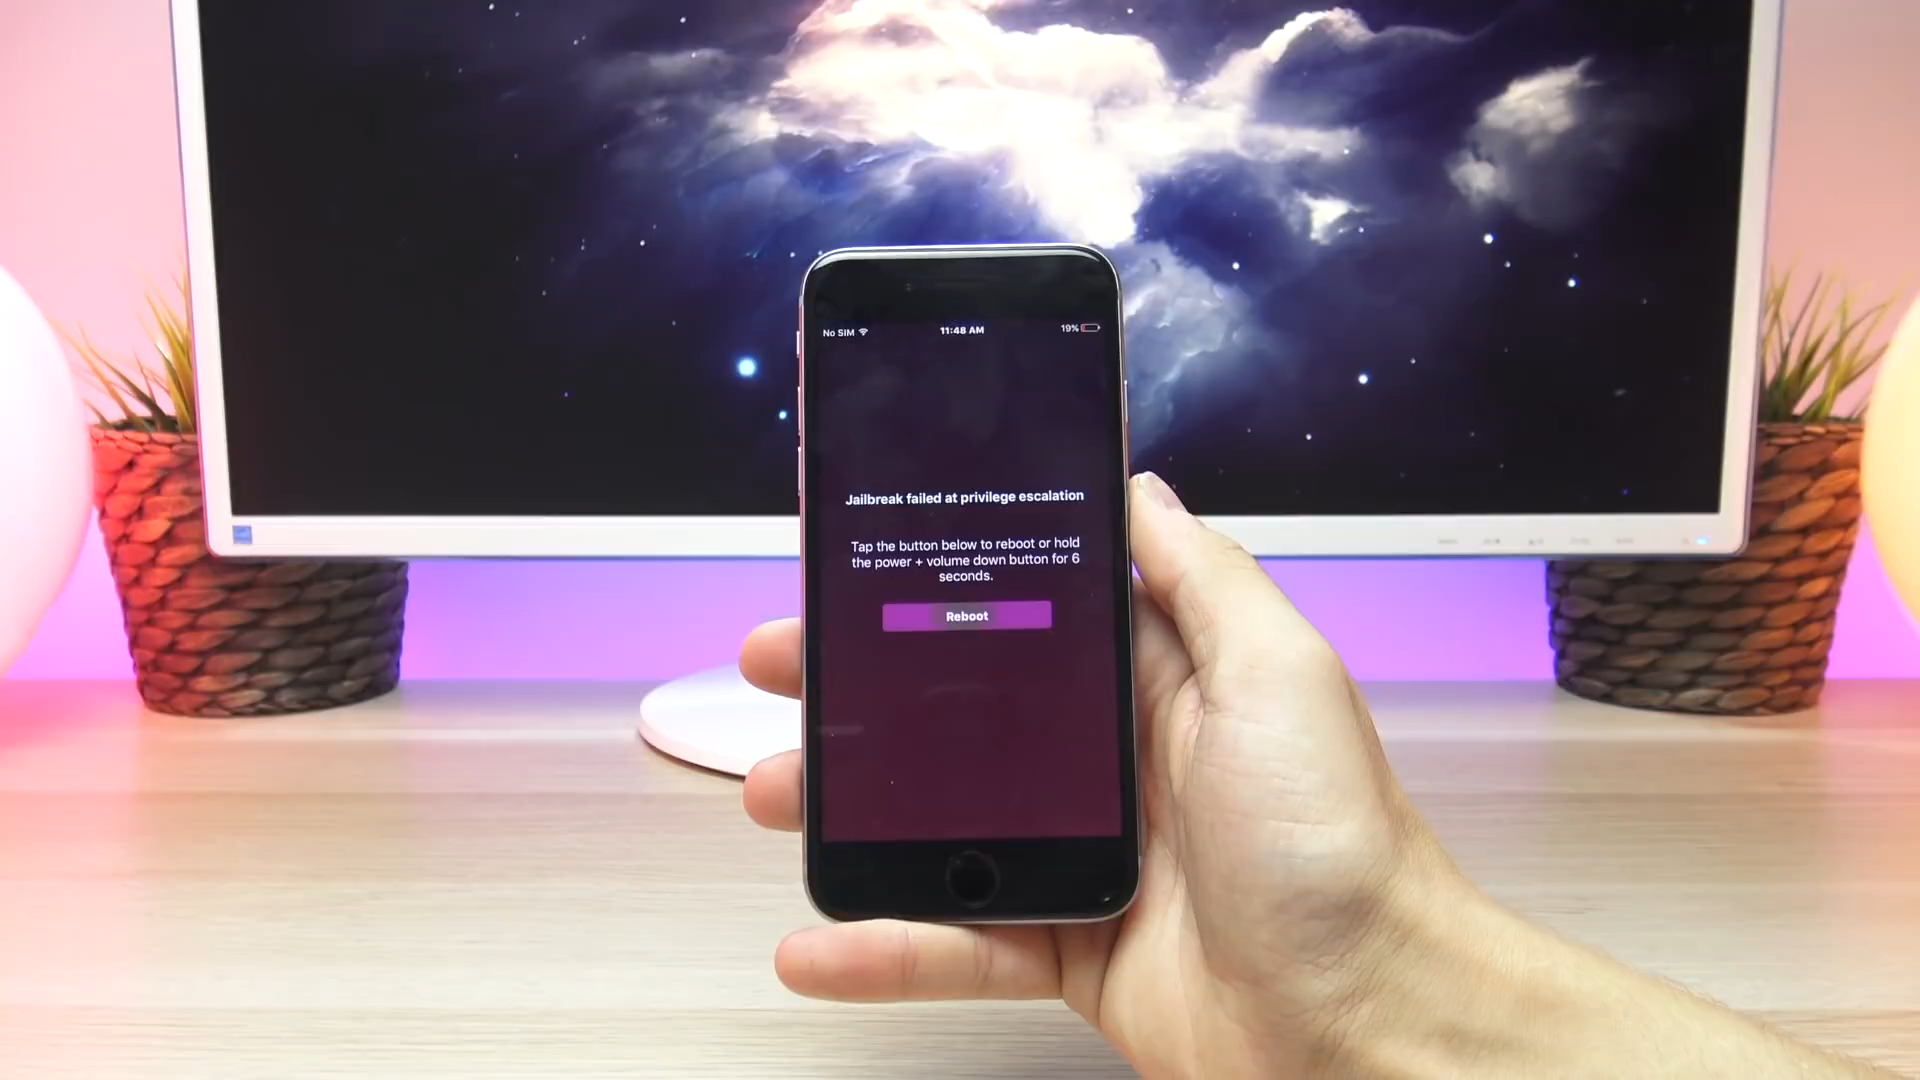 No SIM 11:48 AM 19%
Jailbreak failed at privilege escalation
Tap the button below to reboot or hold
the power + volume down button for 6
seconds.
Reboot